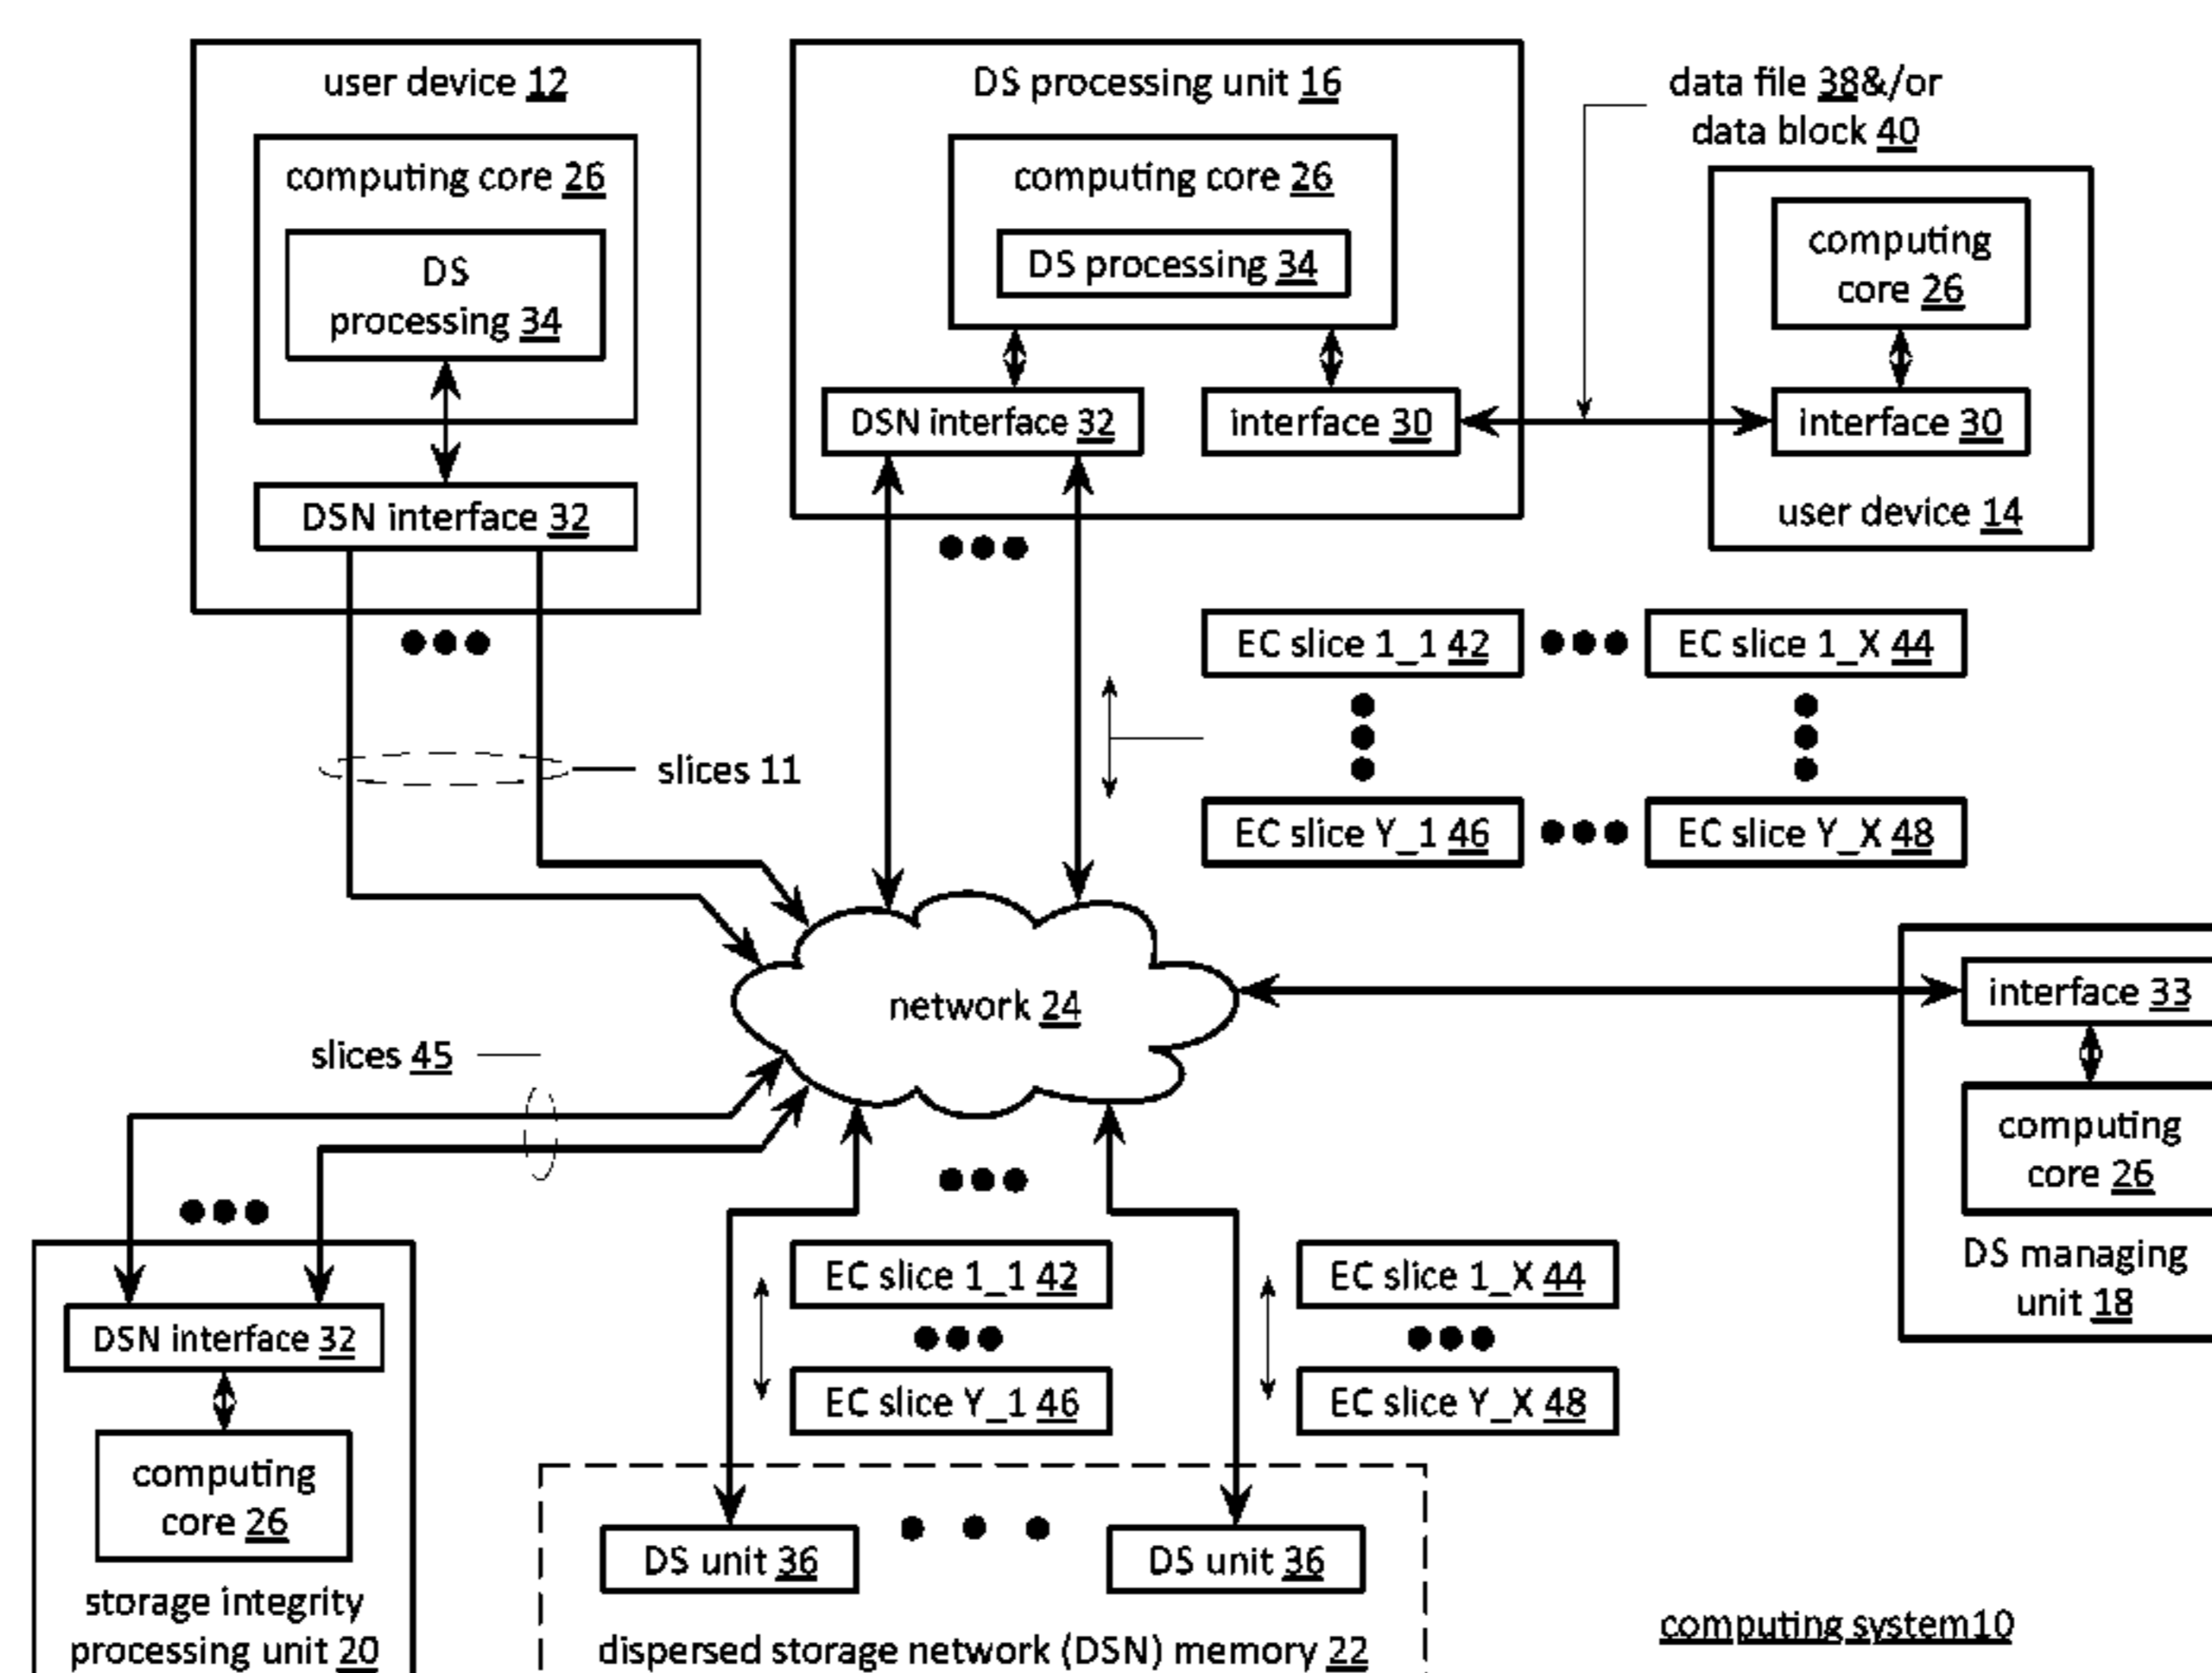 user device 12
computing core 26
DS
processing 34
DSN interface 32
slices 11
DS processing unit 16
computing core 26
DS processing 34
DSN interface 32
interface 30
data file 38&/or
data block 40
computing
core 26
interface 30
user device 14
EC slice 1_1 42
EC slice 1_X 44
EC slice Y_1 46
EC slice Y_X 48
network 24
interface 33
computing
core 26
DS managing
unit 18
slices 45
DSN interface 32
computing
core 26
storage integrity
processing unit 20
EC slice 1_1 42
EC slice 1_X 44
EC slice Y_1 46
EC slice Y_X 48
DS unit 36
DS unit 36
dispersed storage network (DSN) memory 22
computing system10